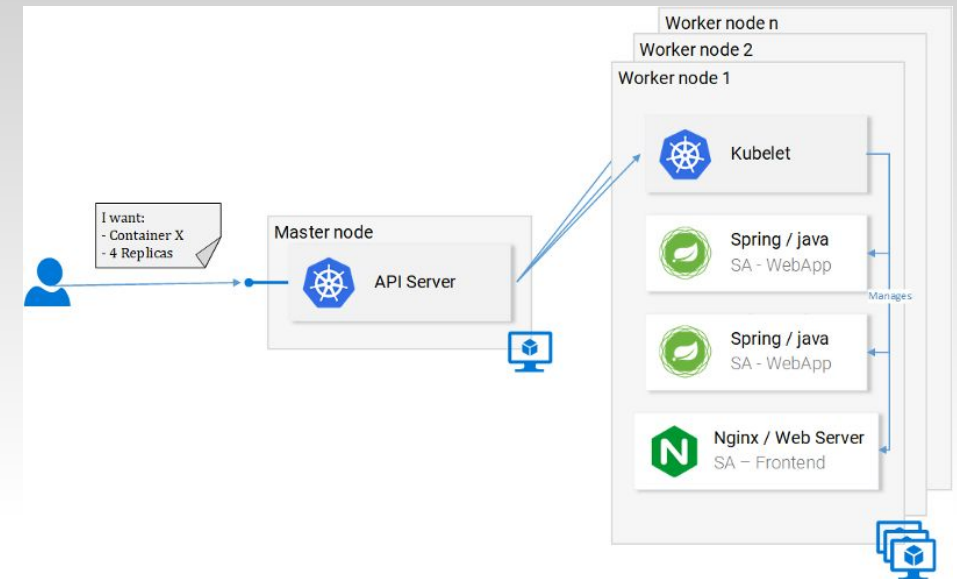 Worker node n
Worker node 2
Worker node 1
Kubelet
I want:
- Container X
- 4 Replicas
Master node
API Server
Spring / java
SA - WebApp
Manages
Spring / java
SA - WebApp
Nginx / Web Server
SA – Frontend